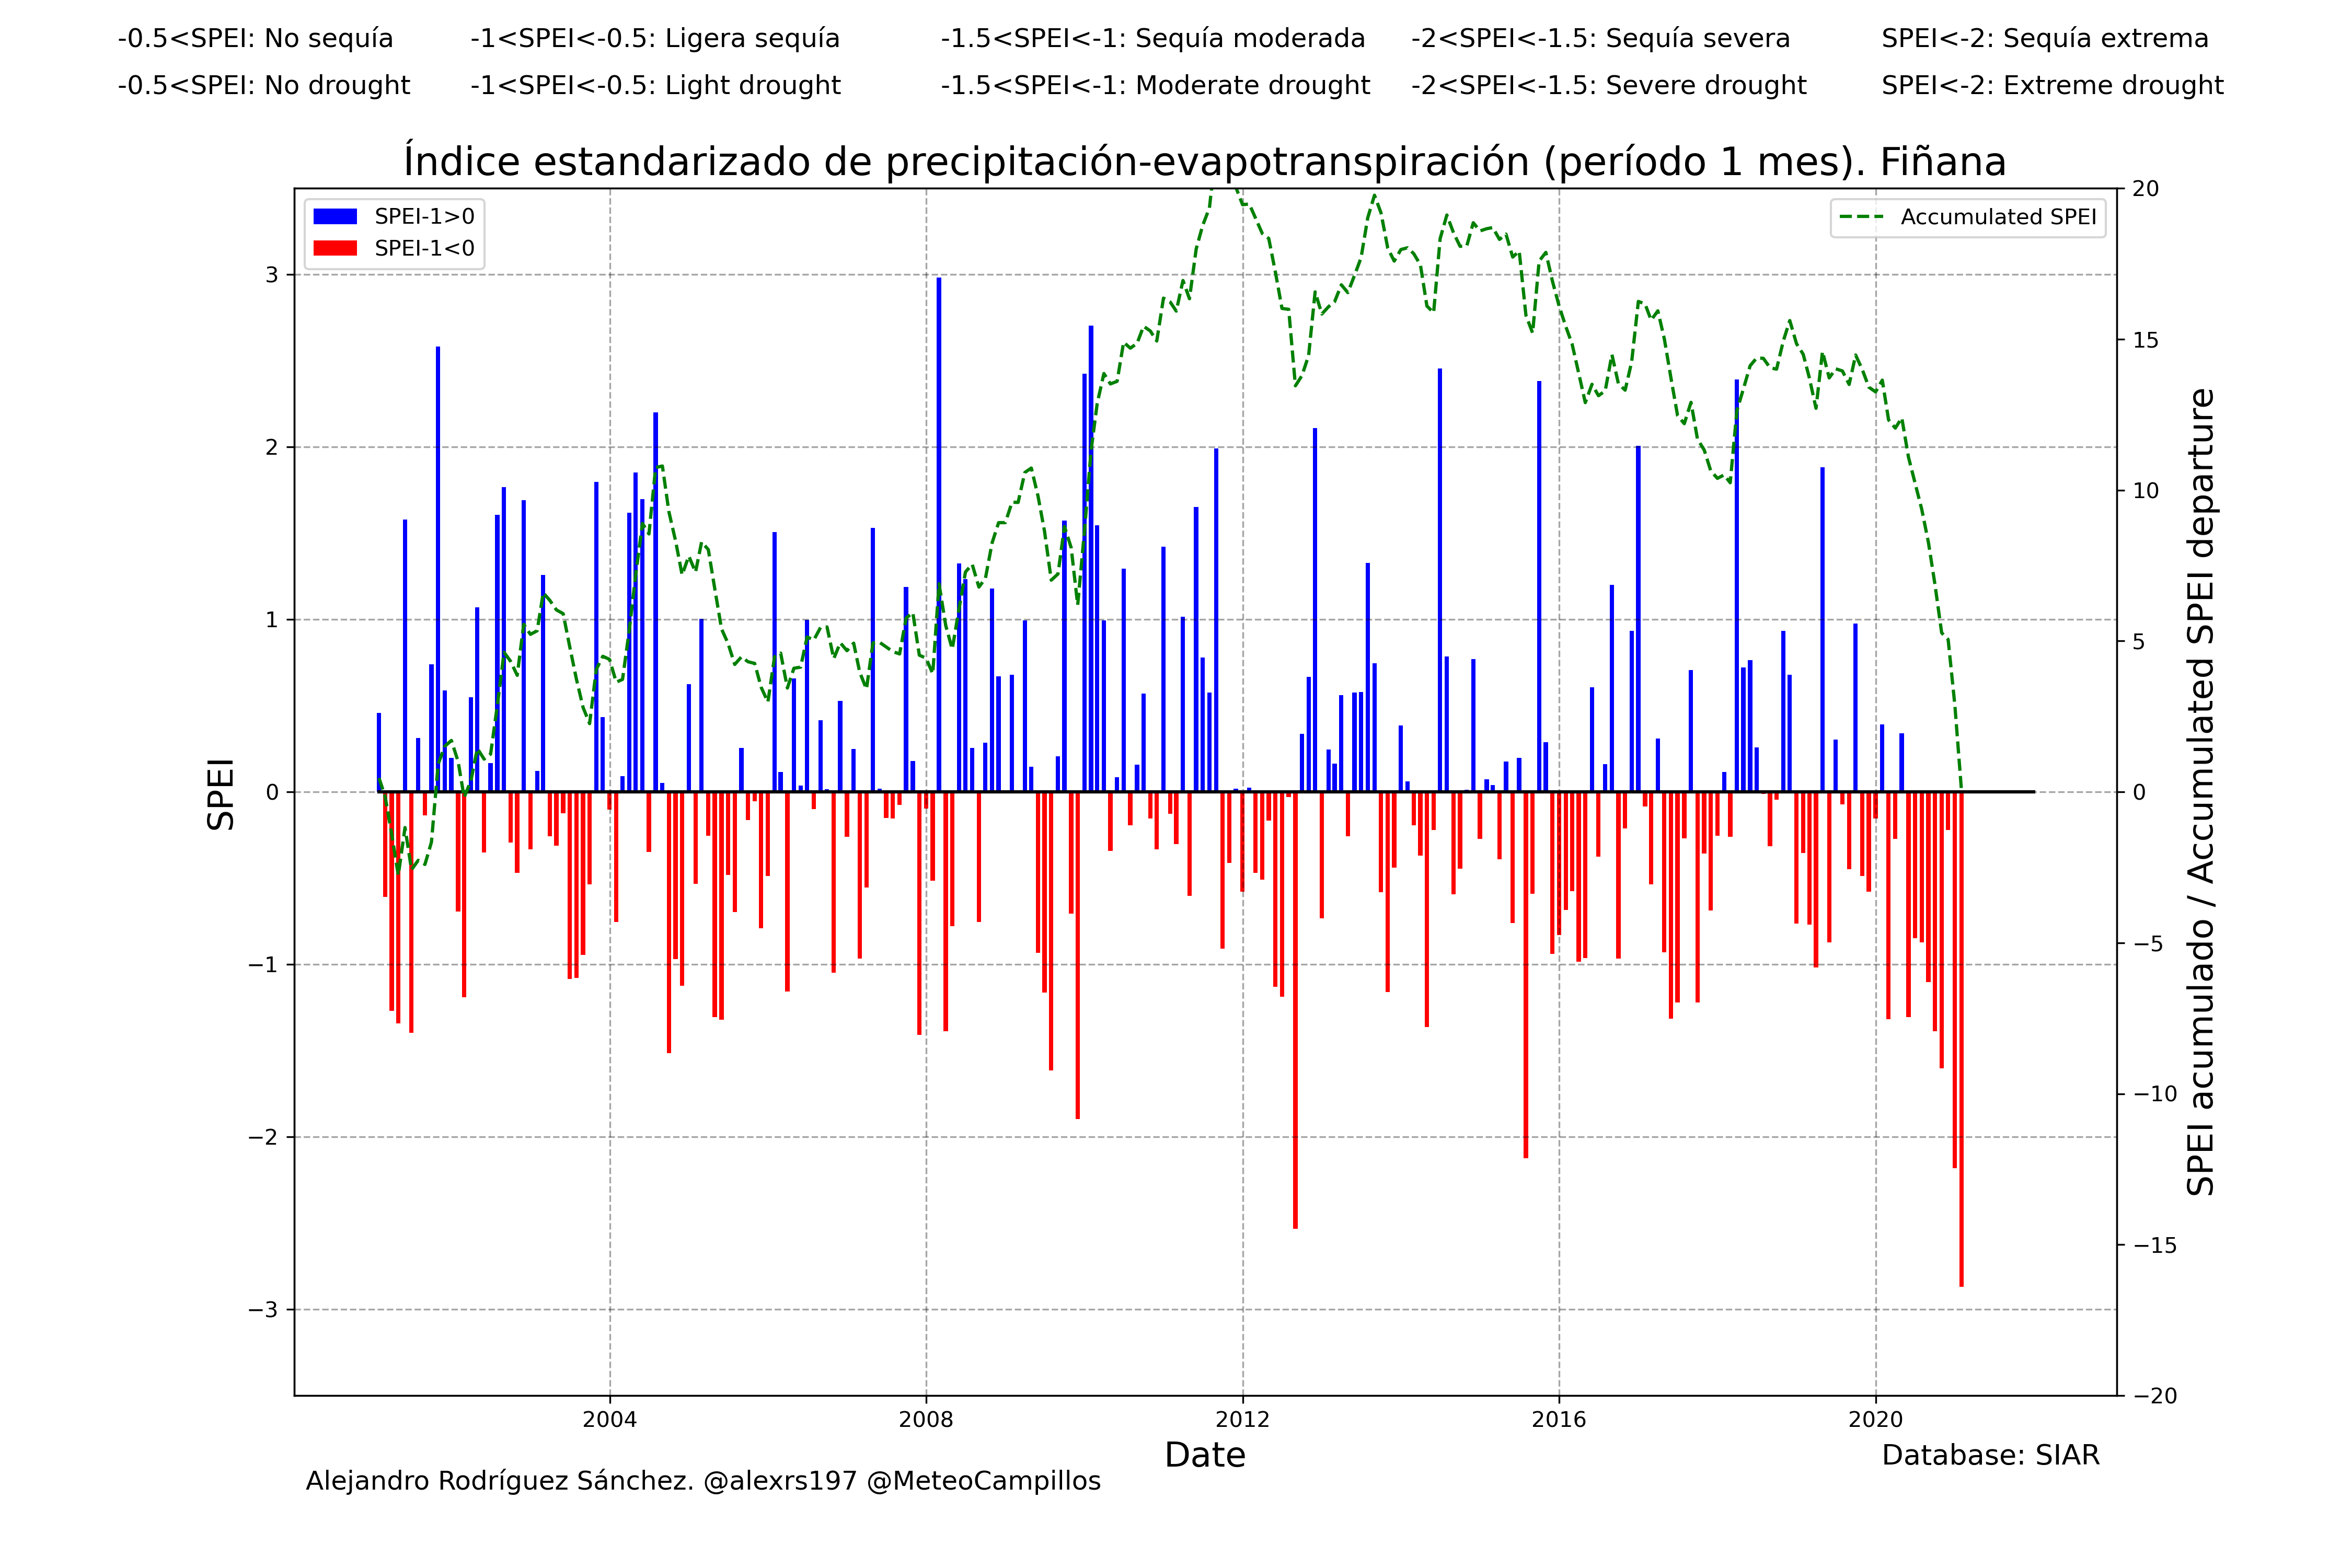 -0.5<SPEI: No sequía -1<SPEI<-0.5: Ligera sequía -1.5<SPEI<-1: Sequía moderada -2<SPEI<-1.5: Sequía severa SPEI<-2: Sequía extrema
-0.5<SPEI: No drought -1<SPEI<-0.5: Light drought -1.5<SPEI<-1: Moderate drought -2<SPEI<-1.5: Severe drought SPEI<-2: Extreme drought
Índice estandarizado de precipitación-evapotranspiración (período 1 mes). Fiñana
SPEI-1>0
SPEI-1<0
Accumulated SPEI
SPEI
3
2
1
0
−1
−2
−3
20
15
10
5
0
−5
−10
−15
−20
SPEI acumulado / Accumulated SPEI departure
2004 2008 2012 2016 2020
Date
Database: SIAR
Alejandro Rodríguez Sánchez. @alexrs197 @MeteoCampillos